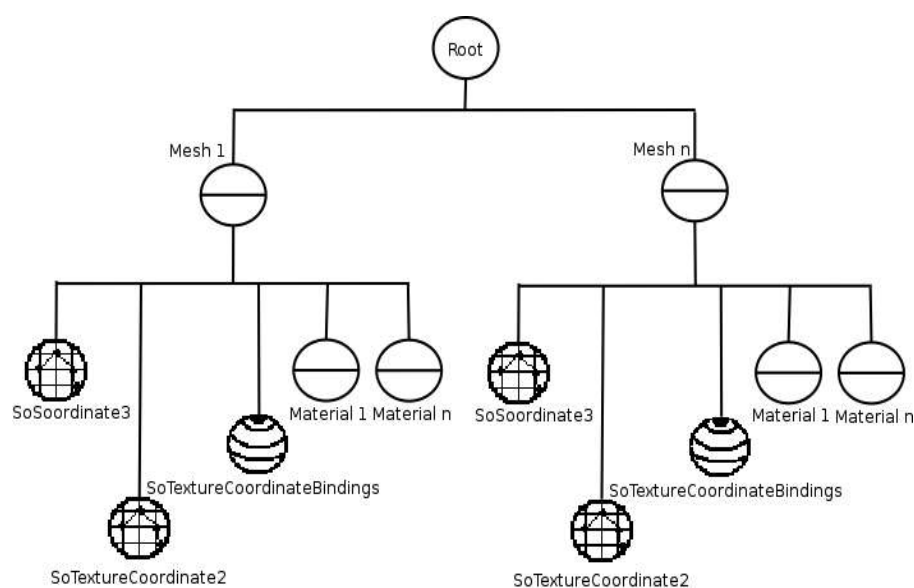 Root
Mesh 1
Mesh n
SoSoordinate3
Material 1
Material n
SoTextureCoordinateBindings
SoTextureCoordinate2
SoSoordinate3
Material 1
Material n
SoTextureCoordinateBindings
SoTextureCoordinate2